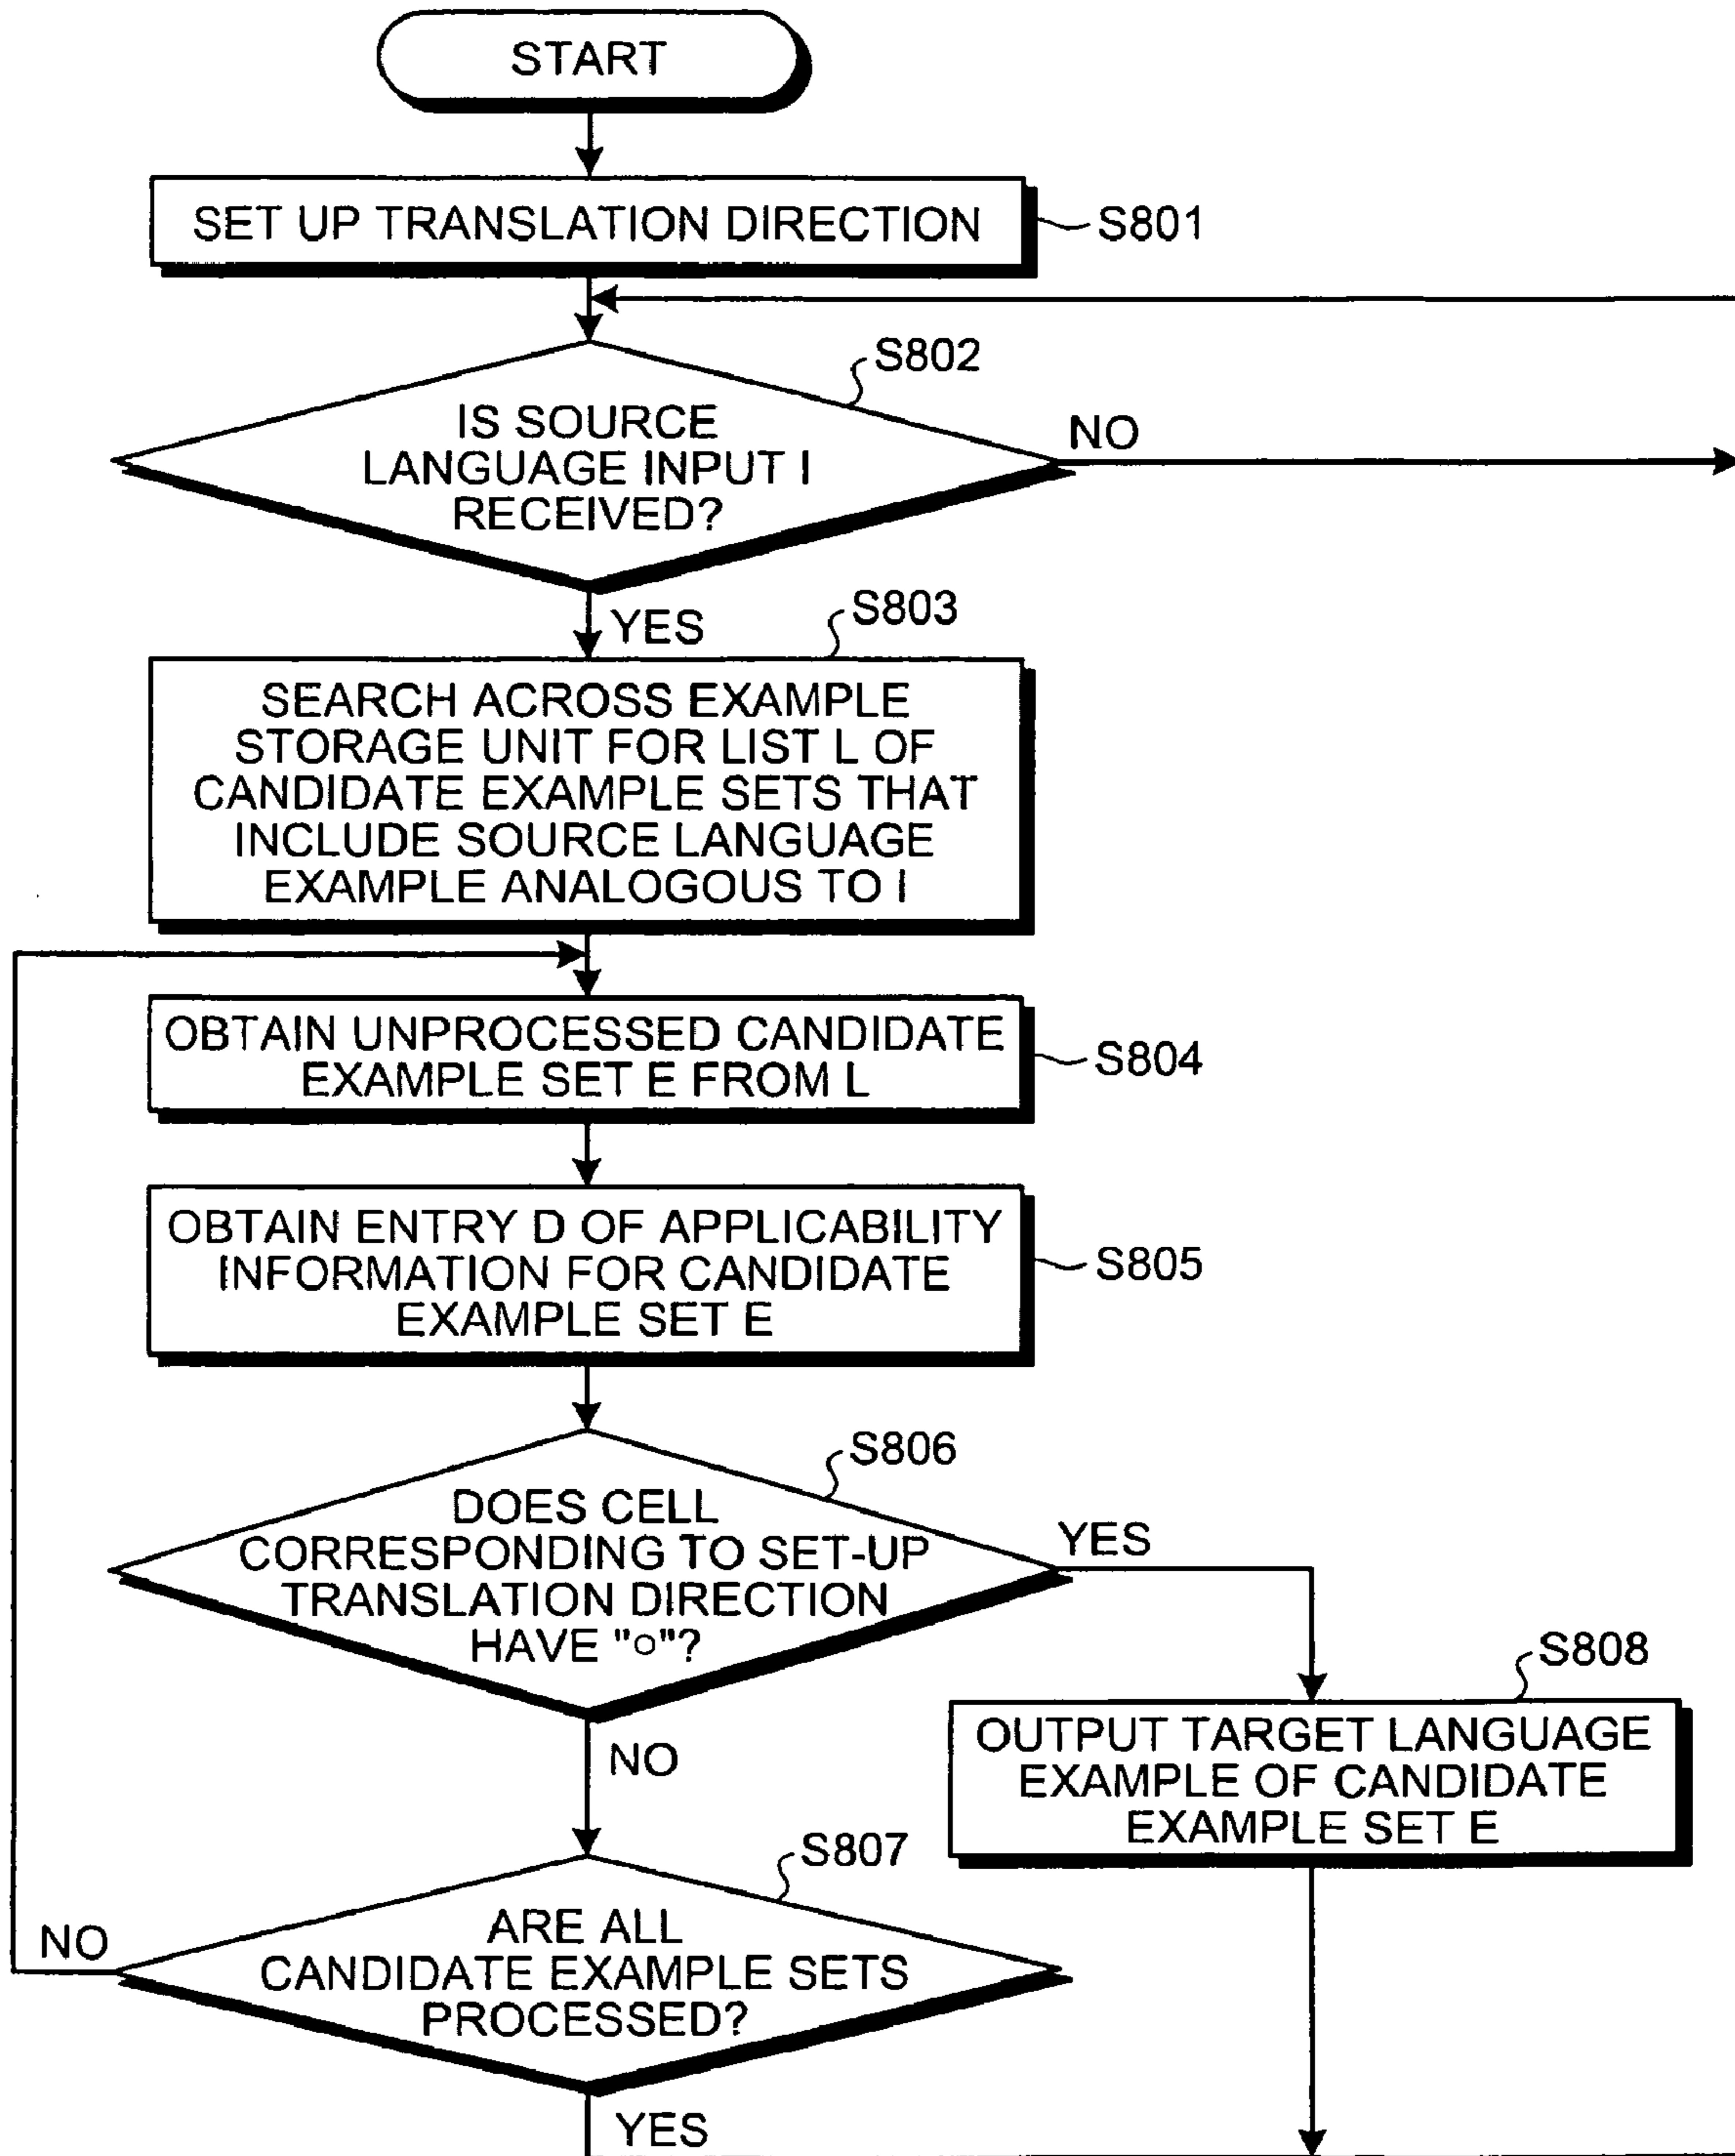 START
SET UP TRANSLATION DIRECTION
S801
S802
IS SOURCE
LANGUAGE INPUT I
RECEIVED?
NO
YES
S803
SEARCH ACROSS EXAMPLE
STORAGE UNIT FOR LIST L OF
CANDIDATE EXAMPLE SETS THAT
INCLUDE SOURCE LANGUAGE
EXAMPLE ANALOGOUS TO I
OBTAIN UNPROCESSED CANDIDATE
EXAMPLE SET E FROM L
S804
OBTAIN ENTRY D OF APPLICABILITY
INFORMATION FOR CANDIDATE
EXAMPLE SET E
S805
S806
DOES CELL
CORRESPONDING TO SET-UP
TRANSLATION DIRECTION
HAVE "○"?
YES
NO
S808
OUTPUT TARGET LANGUAGE
EXAMPLE OF CANDIDATE
EXAMPLE SET E
S807
ARE ALL
CANDIDATE EXAMPLE SETS
PROCESSED?
NO
YES